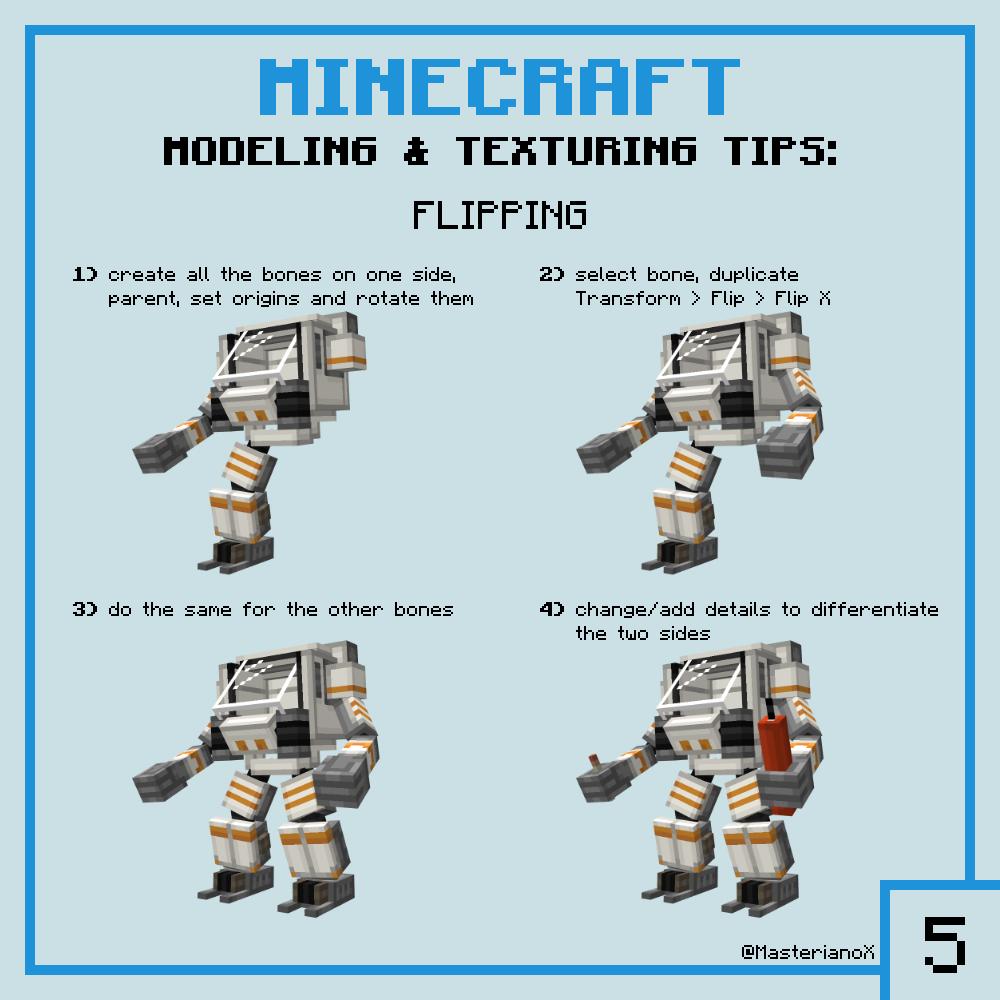 MINECRAFT
MODELING & TEXTURING TIPS:
FLIPPING
1) create all the bones on one side,
parent, set origins and rotate them
2) select bone, duplicate
Transform > Flip > Flip X
3) do the same for the other bones
4) change/add details to differentiate
the two sides
@MasterianoX
5